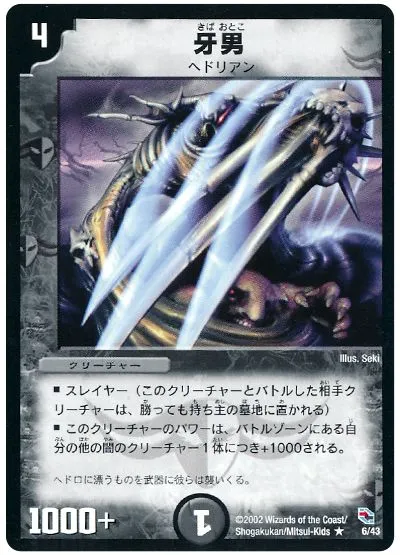 4
きば おとこ
牙男
ヘドリアン
Illus. Seki
クリーチャー
■ スレイヤー（このクリーチャーとバトルした相手ク
リーチャーは、勝っても持ち主の墓地に置かれる）
■ このクリーチャーのパワーは、バトルゾーンにある自
分の他の闇のクリーチャー1体につき+1000される。
ヘドロに漂うものを武器に彼らは襲いくる。
1000+
1
©2002 Wizards of the Coast/
Shogakukan/Mitsui-Kids ★ 6/43